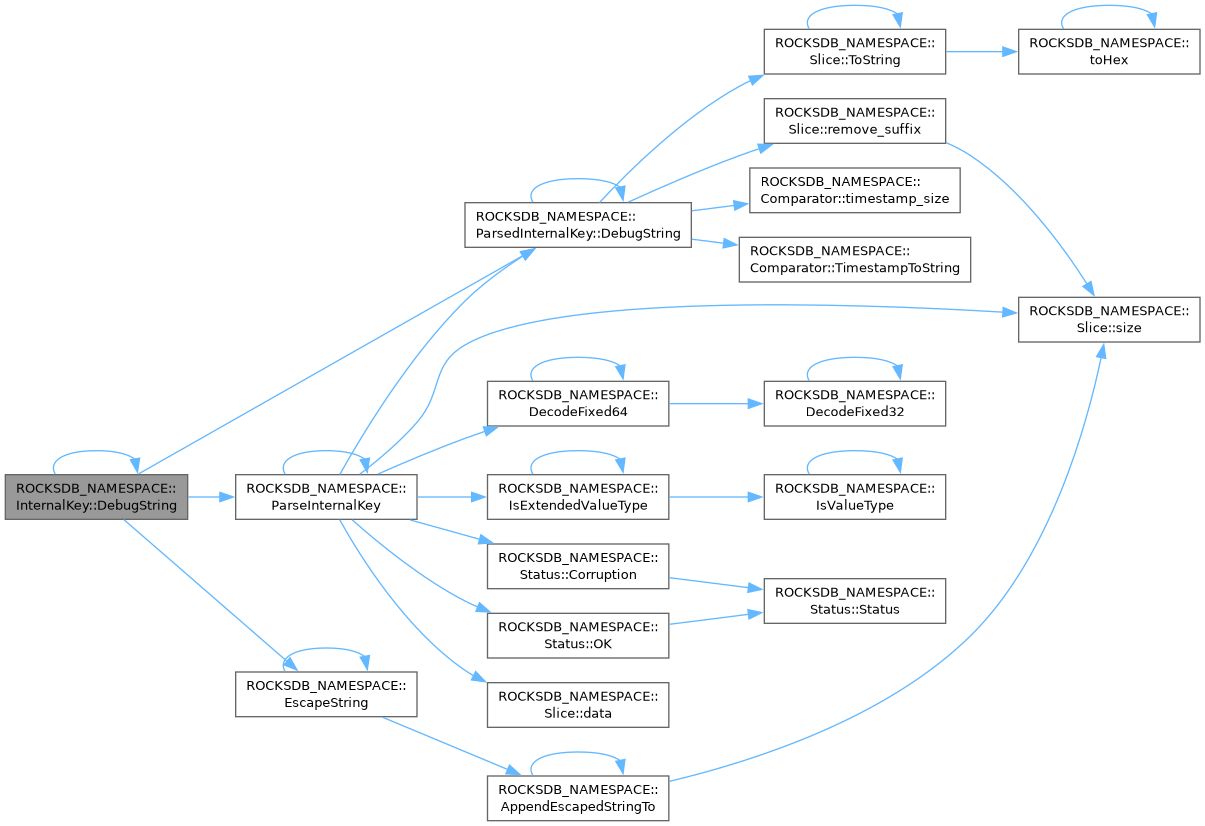 ROCKSDB_NAMESPACE::
InternalKey::DebugString
ROCKSDB_NAMESPACE::
ParseInternalKey
ROCKSDB_NAMESPACE::
EscapeString
ROCKSDB_NAMESPACE::
ParsedInternalKey::DebugString
ROCKSDB_NAMESPACE::
DecodeFixed64
ROCKSDB_NAMESPACE::
IsExtendedValueType
ROCKSDB_NAMESPACE::
Status::Corruption
ROCKSDB_NAMESPACE::
Status::OK
ROCKSDB_NAMESPACE::
Slice::data
ROCKSDB_NAMESPACE::
AppendEscapedStringTo
ROCKSDB_NAMESPACE::
Slice::ToString
ROCKSDB_NAMESPACE::
Slice::remove_suffix
ROCKSDB_NAMESPACE::
Comparator::timestamp_size
ROCKSDB_NAMESPACE::
Comparator::TimestampToString
ROCKSDB_NAMESPACE::
DecodeFixed32
ROCKSDB_NAMESPACE::
IsValueType
ROCKSDB_NAMESPACE::
Status::Status
ROCKSDB_NAMESPACE::
toHex
ROCKSDB_NAMESPACE::
Slice::size